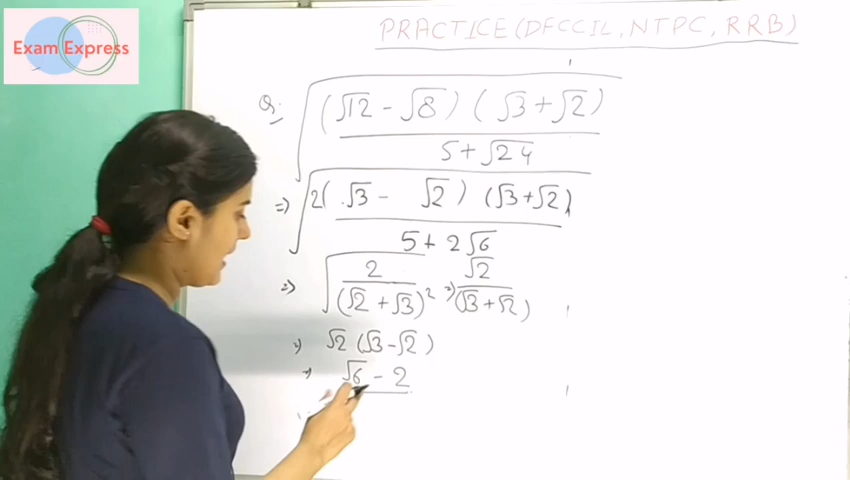 Exam Express
PRACTICE (DFCCIL, NTPC, RRB)
Q. √((√12 - √8) (√3 + √2) / 5 + √24)
=> √(2(√3 - √2) (√3 + √2) / 5 + 2√6)
=> √(2 / (√2 + √3)²) => √2 / (√3 + √2)
=> √2 (√3 - √2)
=> √6 - 2